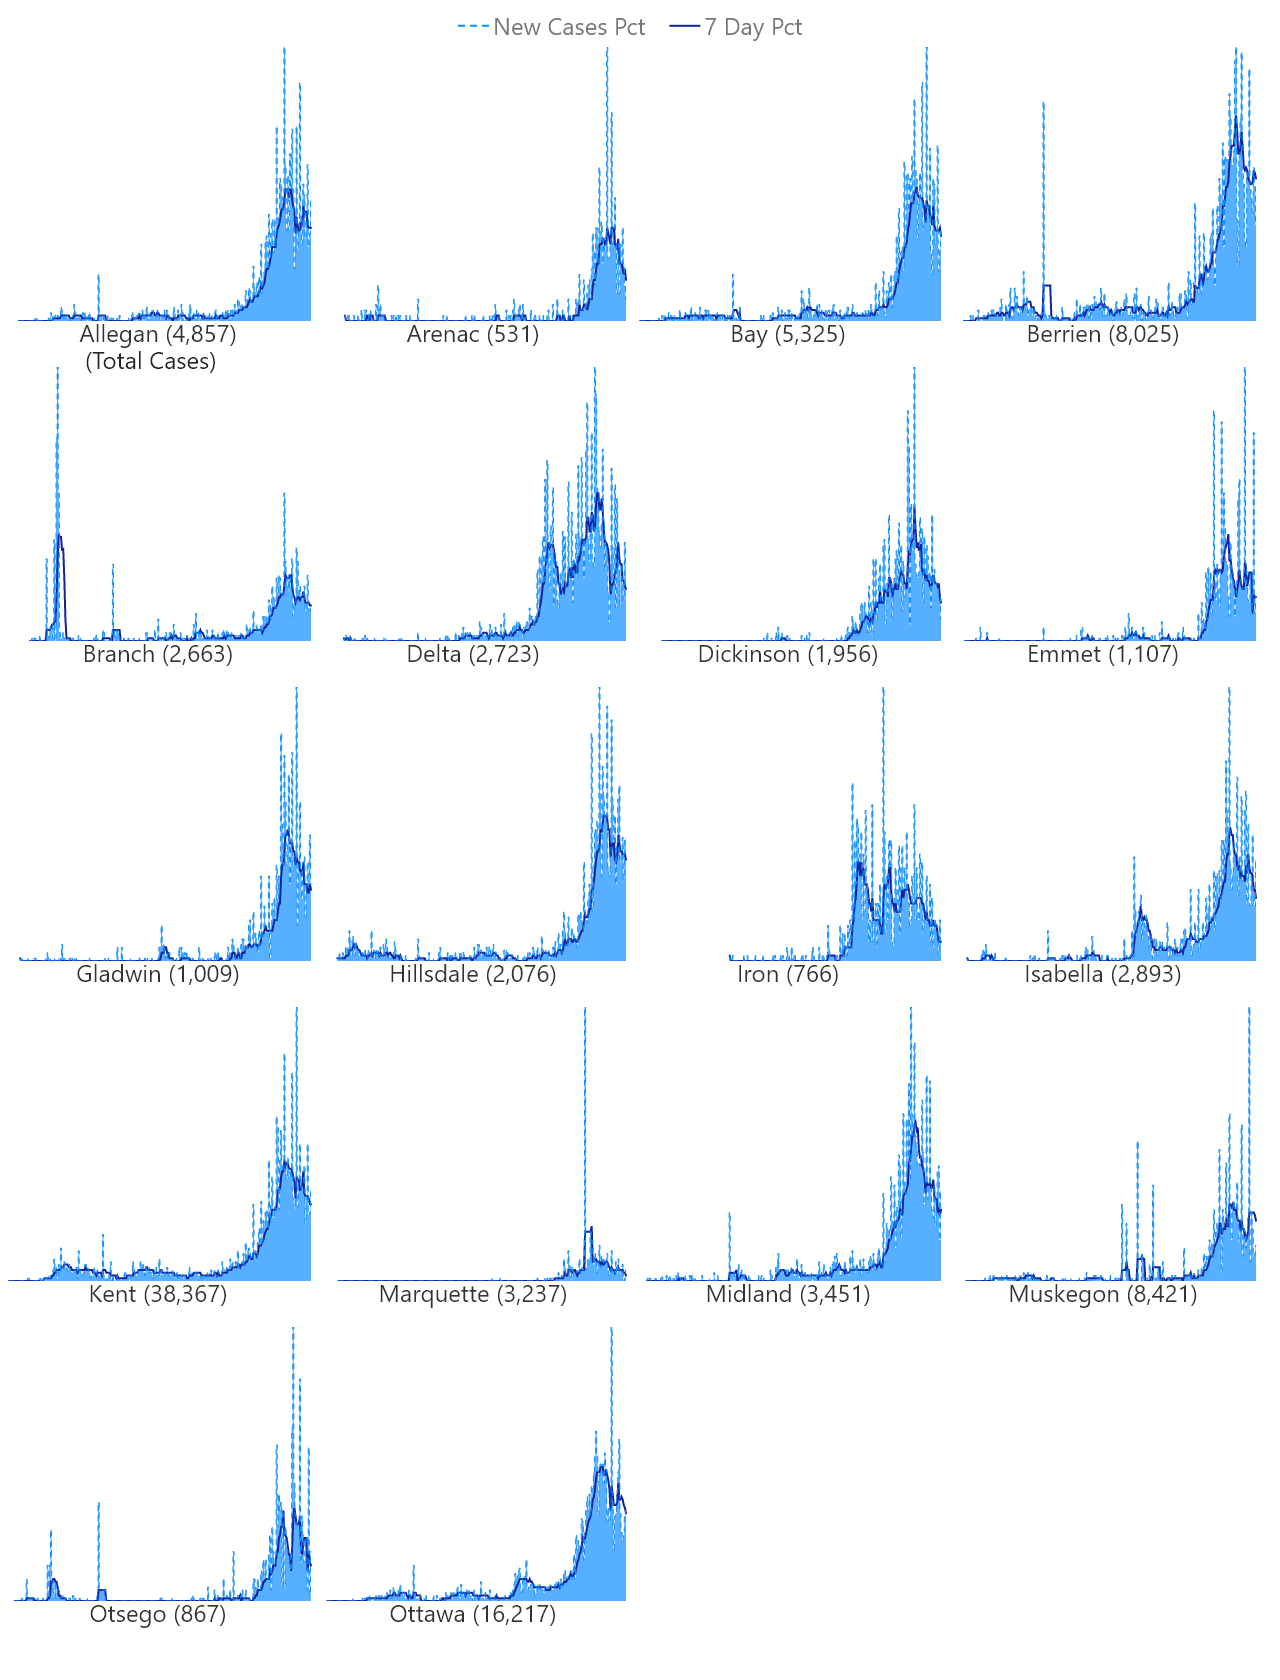 New Cases Pct 7 Day Pct
Allegan (4,857) Arenac (531) Bay (5,325) Berrien (8,025)
(Total Cases)
Branch (2,663) Delta (2,723) Dickinson (1,956) Emmet (1,107)
Gladwin (1,009) Hillsdale (2,076) Iron (766) Isabella (2,893)
Kent (38,367) Marquette (3,237) Midland (3,451) Muskegon (8,421)
Otsego (867) Ottawa (16,217)